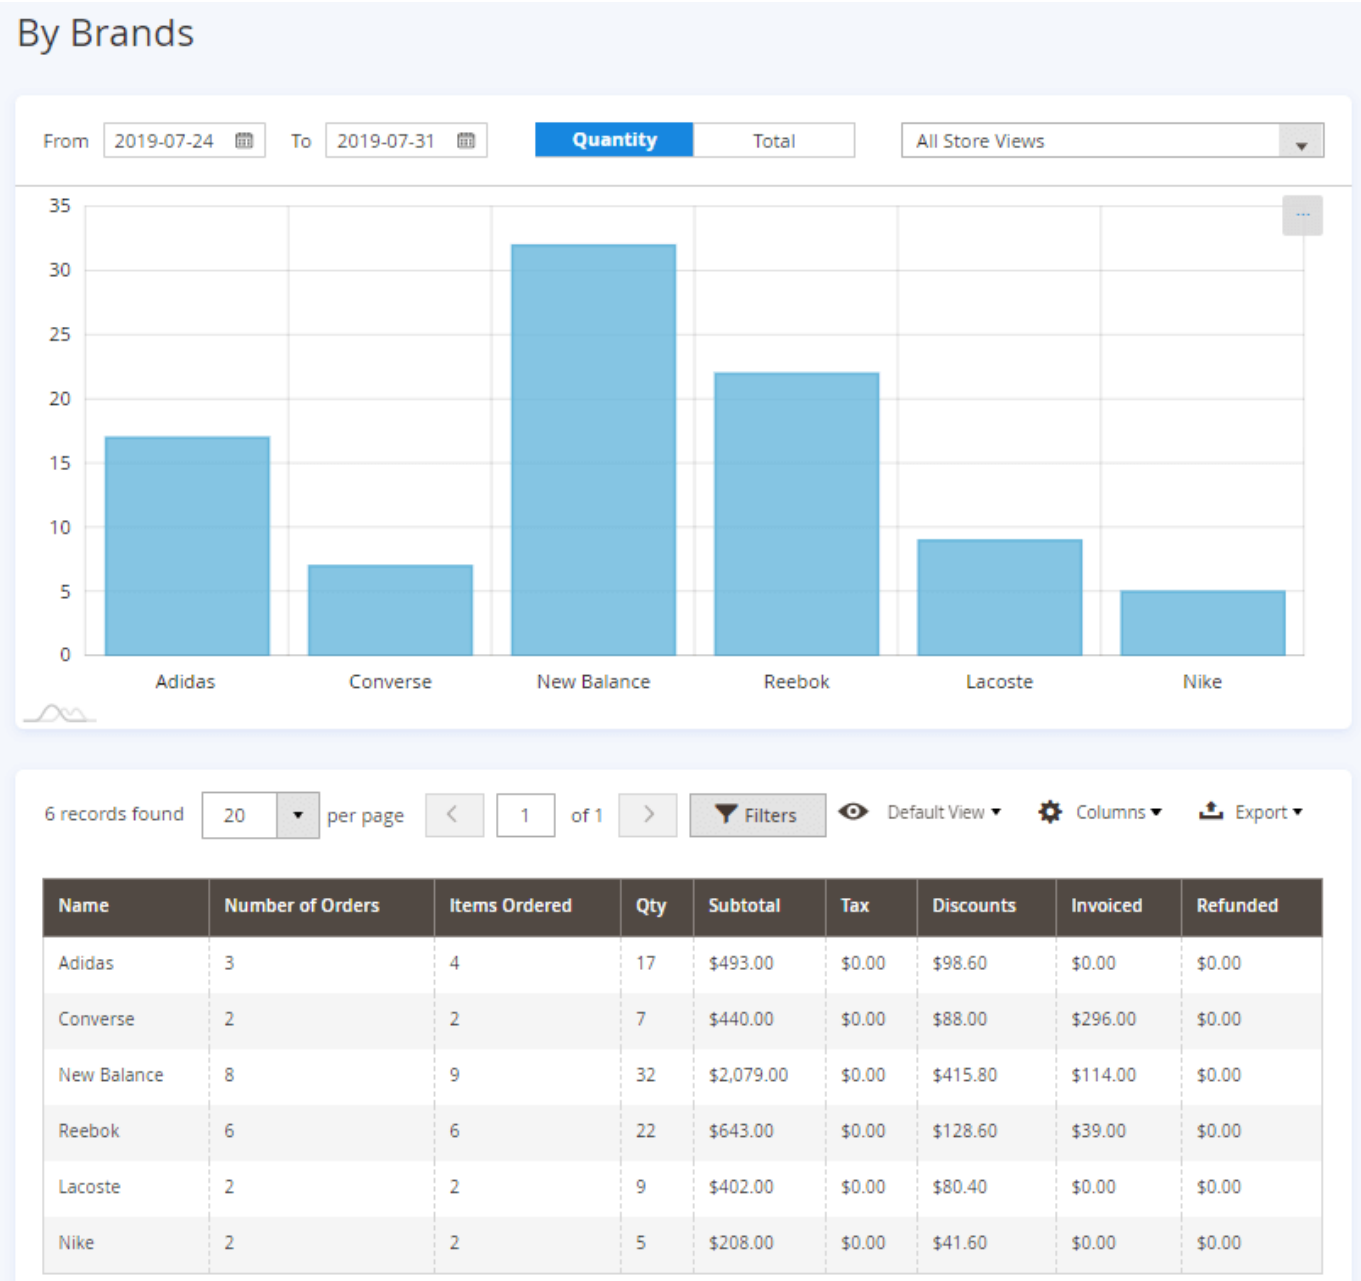 By Brands
From 2019-07-24 To 2019-07-31 Quantity Total All Store Views
...
35
30
25
20
15
10
5
0
Adidas Converse New Balance Reebok Lacoste Nike
6 records found 20 per page 1 of 1 Filters Default View Columns Export
Name Number of Orders Items Ordered Qty Subtotal Tax Discounts Invoiced Refunded
Adidas 3 4 17 $493.00 $0.00 $98.60 $0.00 $0.00
Converse 2 2 7 $440.00 $0.00 $88.00 $296.00 $0.00
New Balance 8 9 32 $2,079.00 $0.00 $415.80 $114.00 $0.00
Reebok 6 6 22 $643.00 $0.00 $128.60 $39.00 $0.00
Lacoste 2 2 9 $402.00 $0.00 $80.40 $0.00 $0.00
Nike 2 2 5 $208.00 $0.00 $41.60 $0.00 $0.00